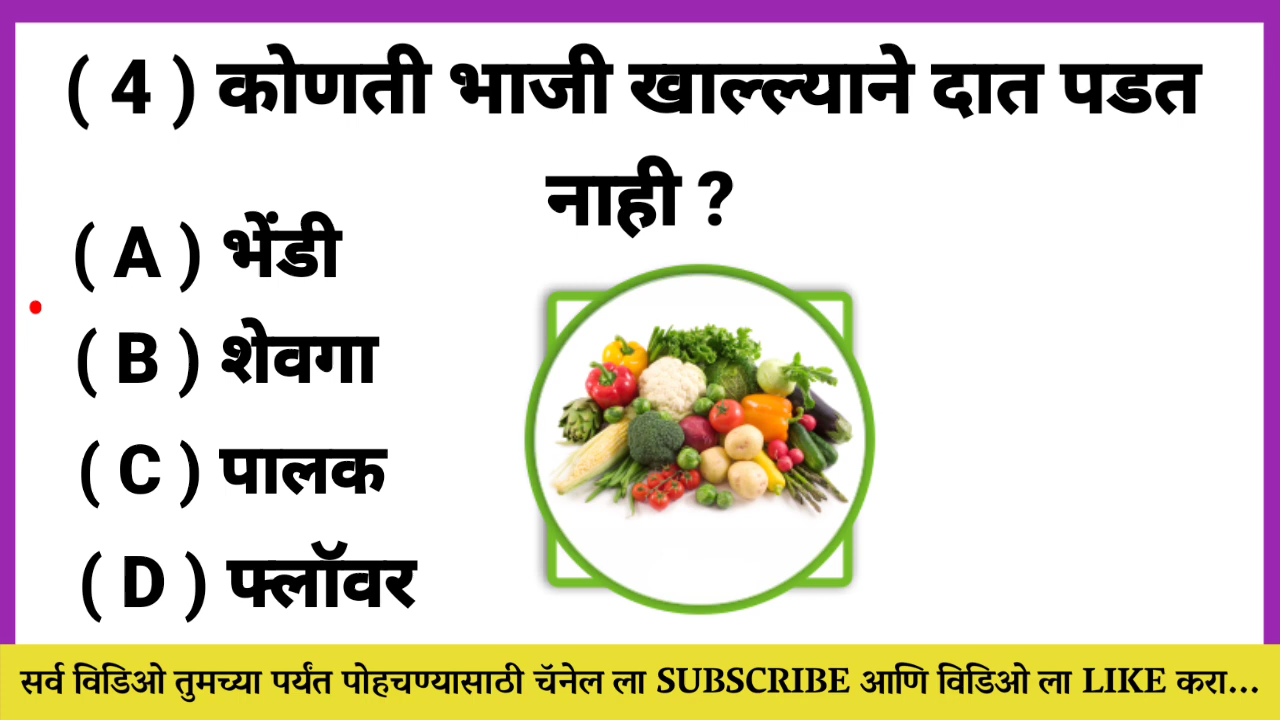 ( 4 ) कोणती भाजी खाल्ल्याने दात पडत
नाही ?
( A ) भेंडी
( B ) शेवगा
( C ) पालक
( D ) फ्लॉवर
सर्व विडिओ तुमच्या पर्यंत पोहचण्यासाठी चॅनेल ला SUBSCRIBE आणि विडिओ ला LIKE करा...